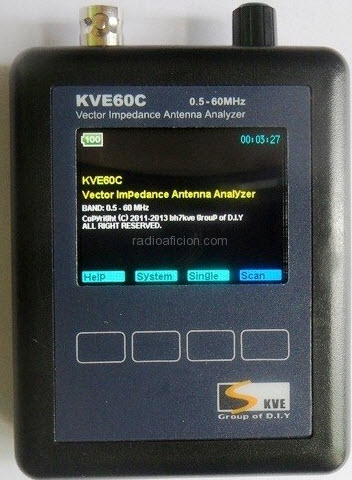 KVE60C 0.5-60MHz
Vector Impedance Antenna Analyzer
100 00:03:27
KVE60C
Vector ImPedance Antenna Analyzer
BAND: 0.5 - 60 MHz
CoPYRight (C) 2011-2013 bh7kve GrouP of D.I.Y
ALL RIGHT RESERVED.
radioaficion.com
Help System Single Scan
S KVE
Group of D.I.Y